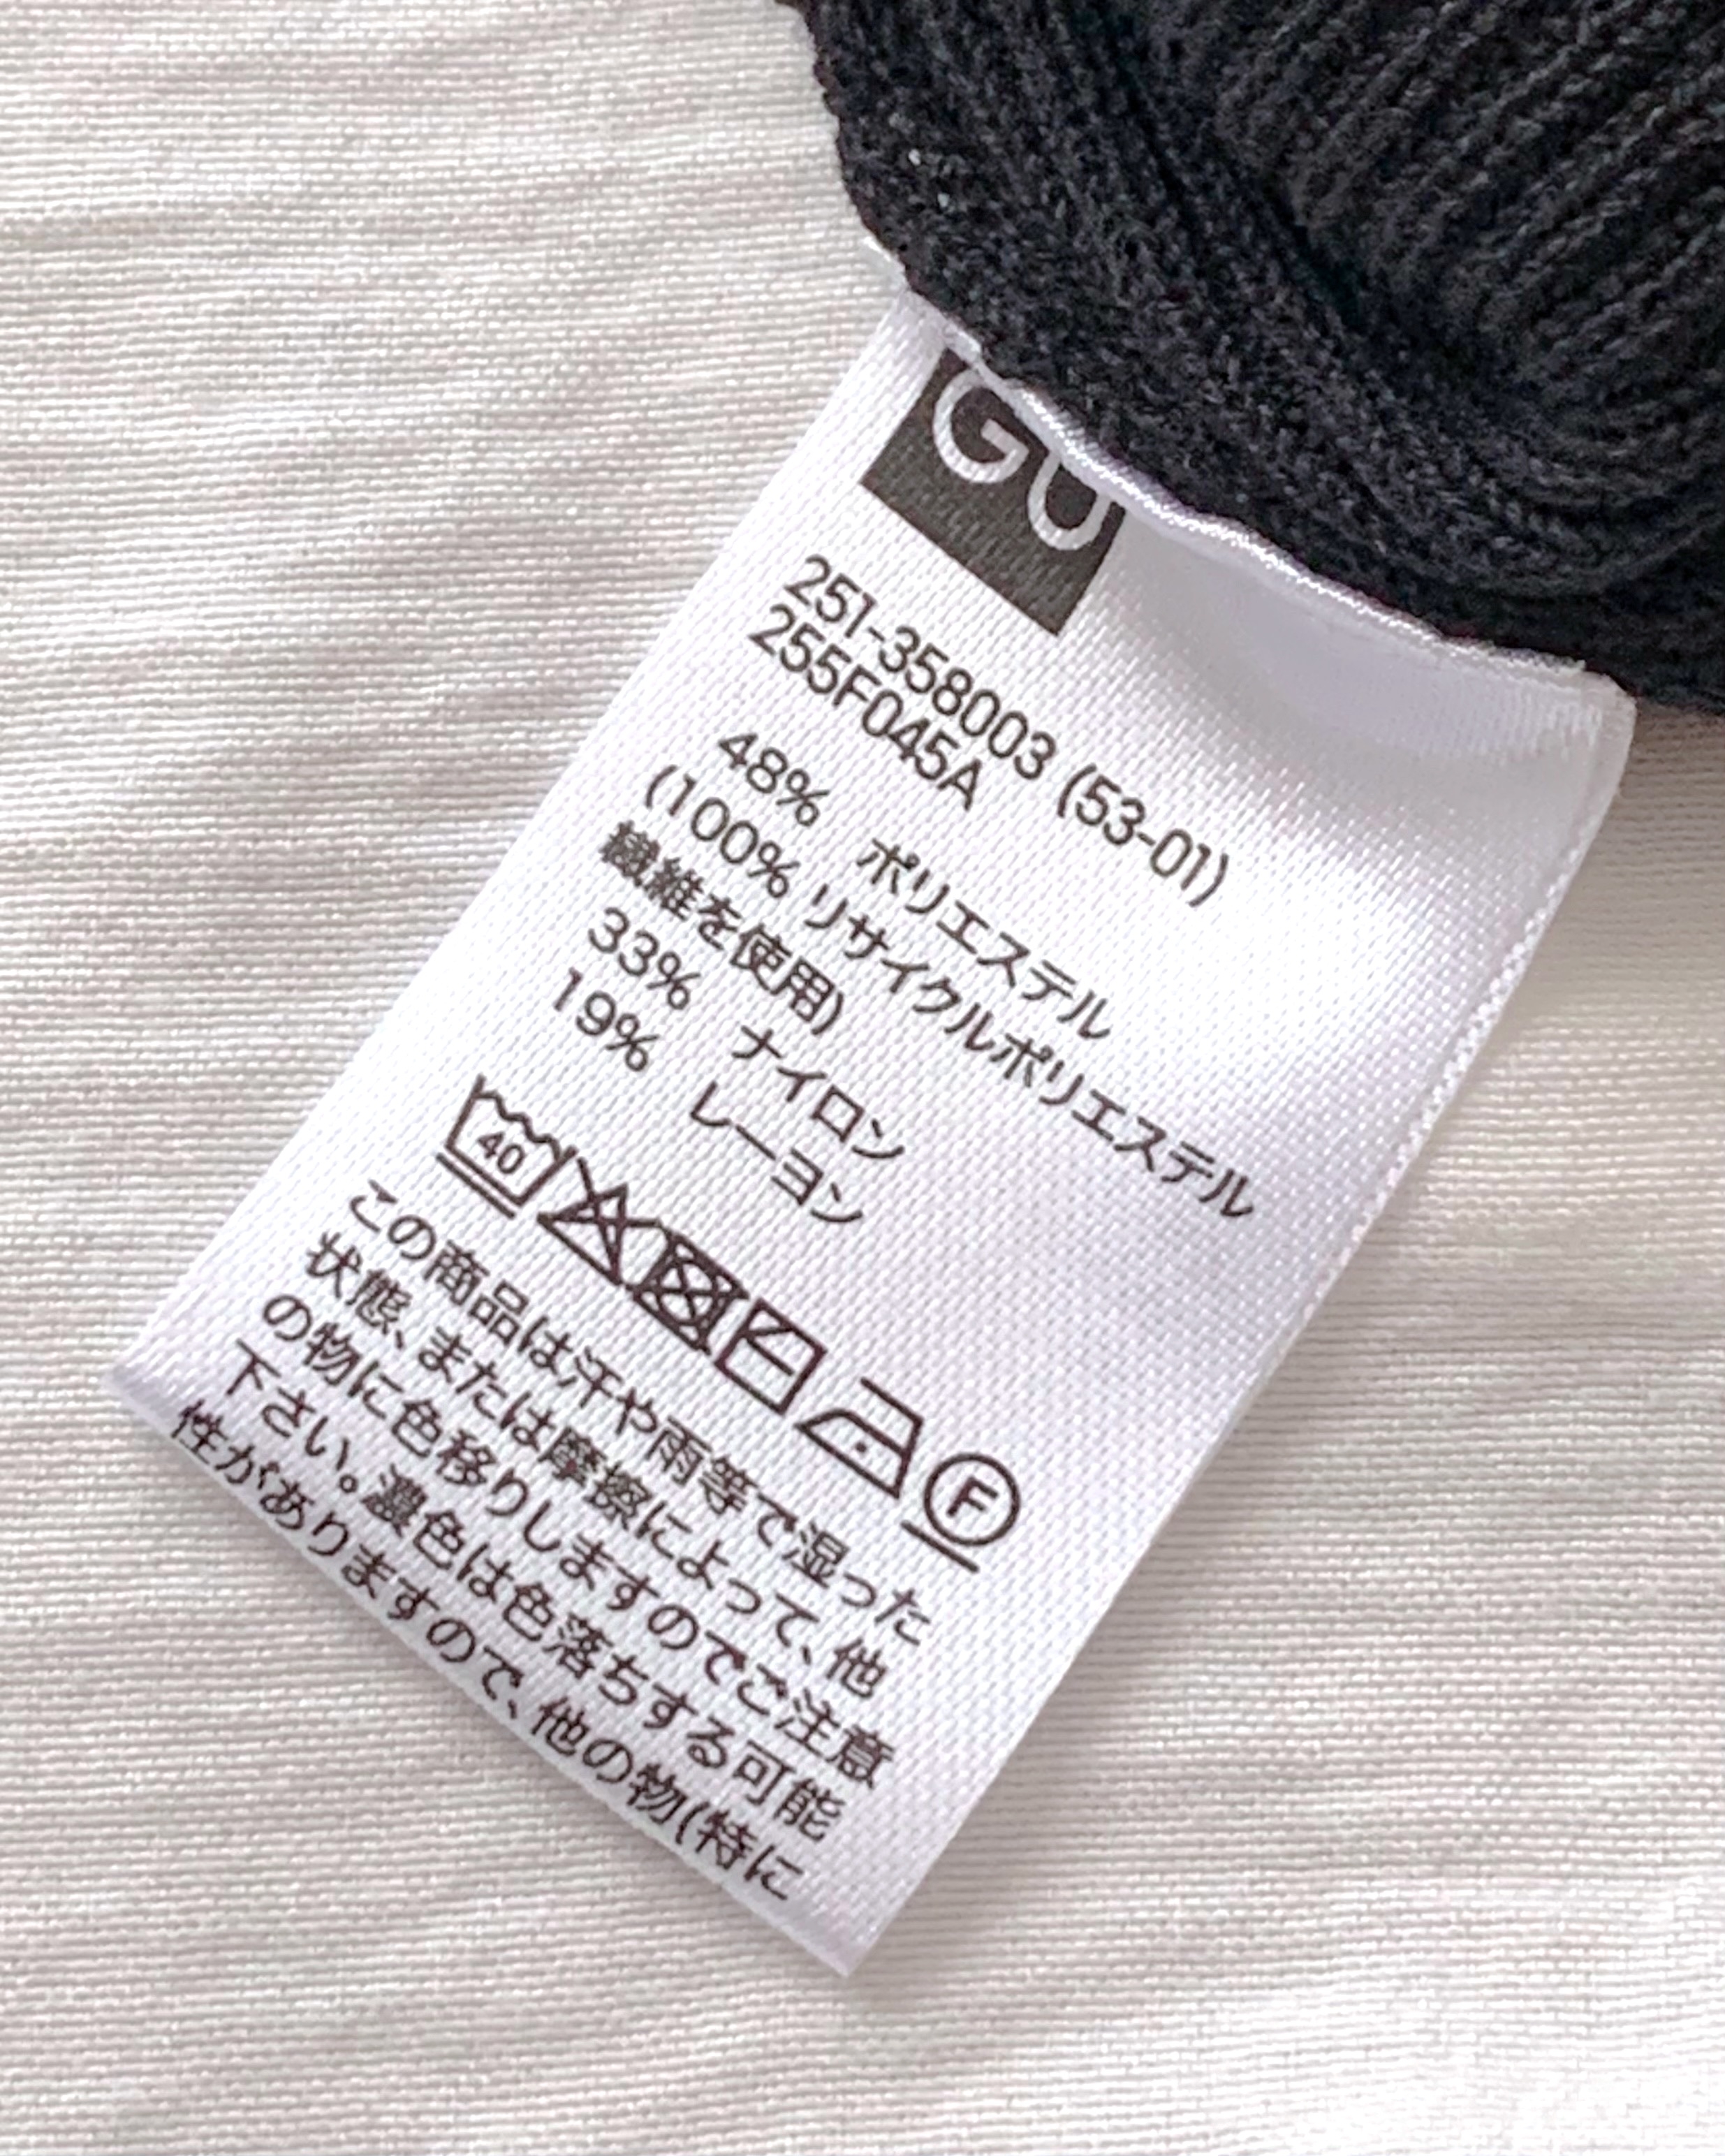 GU
251-358003 (53-01)
255F045A
48% ポリエステル
(100% リサイクルポリエステル
繊維を使用)
33% ナイロン
19% レーヨン
40
F
この商品は汗や雨等で湿った
状態、または摩擦によって、他
の物に色移りしますのでご注意
下さい。濃色は色落ちする可能
性がありますので、他の物(特に